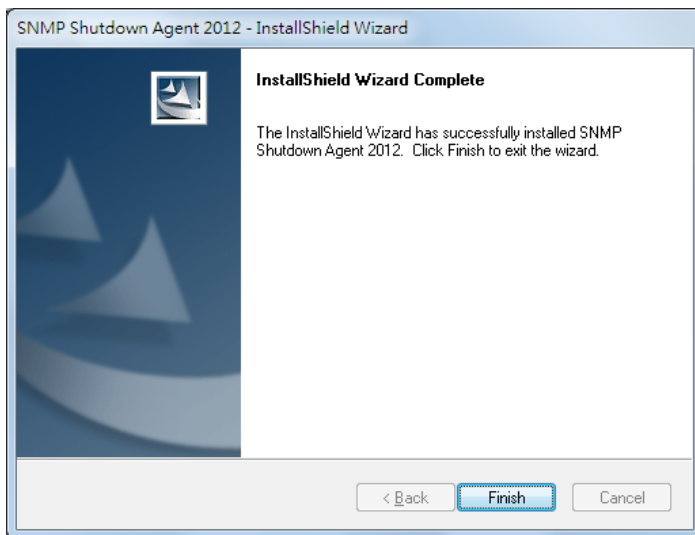 SNMP Shutdown Agent 2012 - InstallShield Wizard
InstallShield Wizard Complete
The InstallShield Wizard has successfully installed SNMP
Shutdown Agent 2012. Click Finish to exit the wizard.
< Back
Finish
Cancel